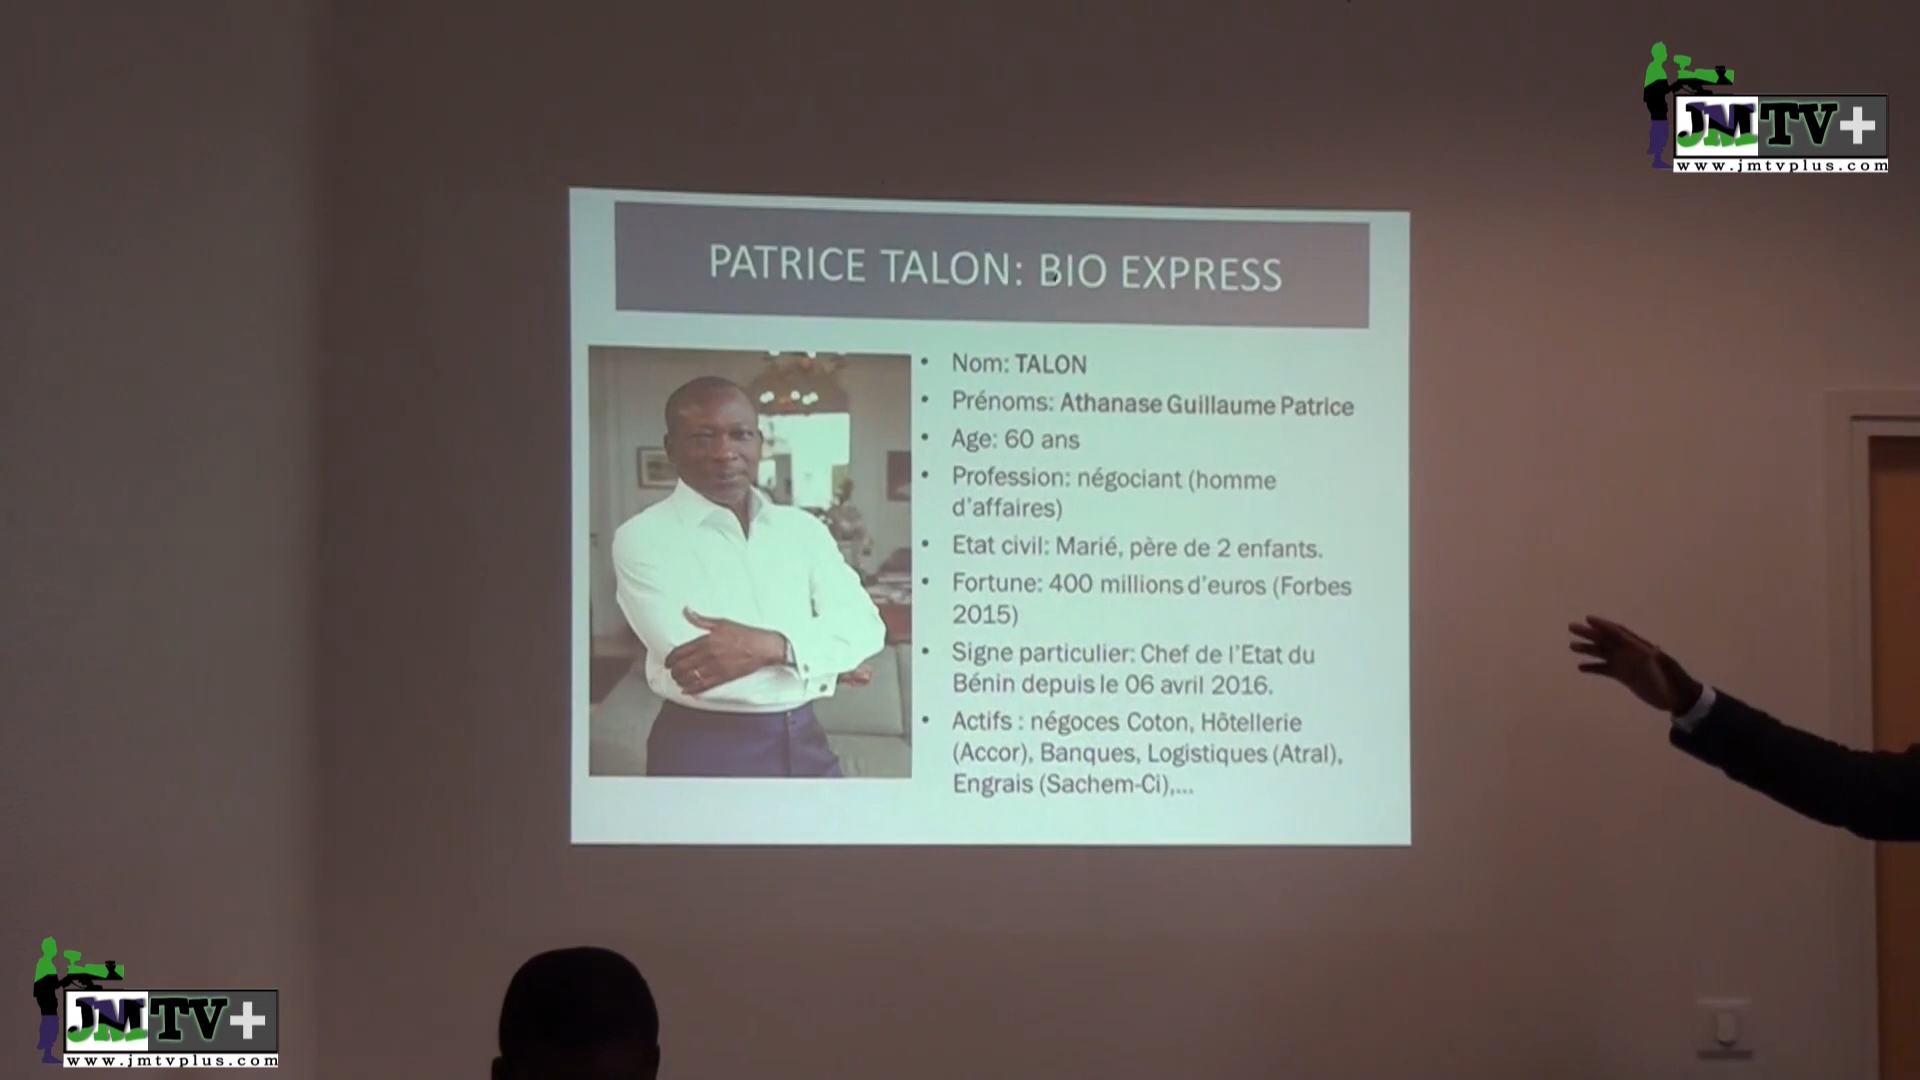 JMTV+
www.jmtvplus.com
PATRICE TALON: BIO EXPRESS
• Nom: TALON
• Prénoms: Athanase Guillaume Patrice
• Age: 60 ans
• Profession: négociant (homme
d'affaires)
• Etat civil: Marié, père de 2 enfants.
• Fortune: 400 millions d'euros (Forbes
2015)
• Signe particulier: Chef de l'Etat du
Bénin depuis le 06 avril 2016.
• Actifs : négoces Coton, Hôtellerie
(Accor), Banques, Logistiques (Atral),
Engrais (Sachem-Ci),...
JMTV+
www.jmtvplus.com